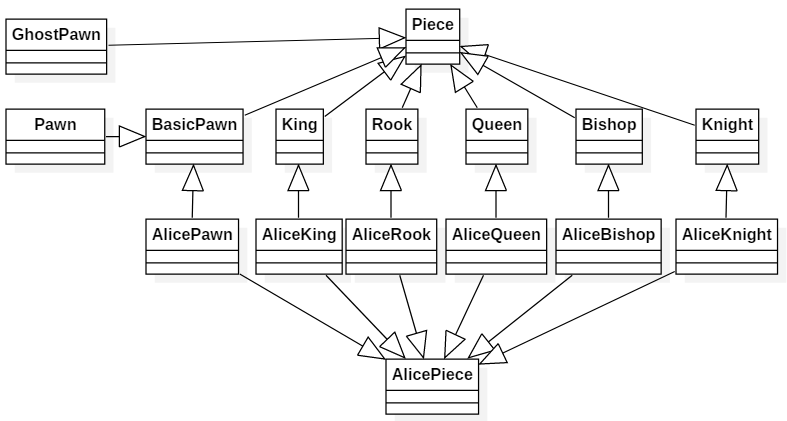 Piece
GhostPawn
Pawn
BasicPawn
King
Rook
Queen
Bishop
Knight
AlicePawn
AliceKing
AliceRook
AliceQueen
AliceBishop
AliceKnight
AlicePiece